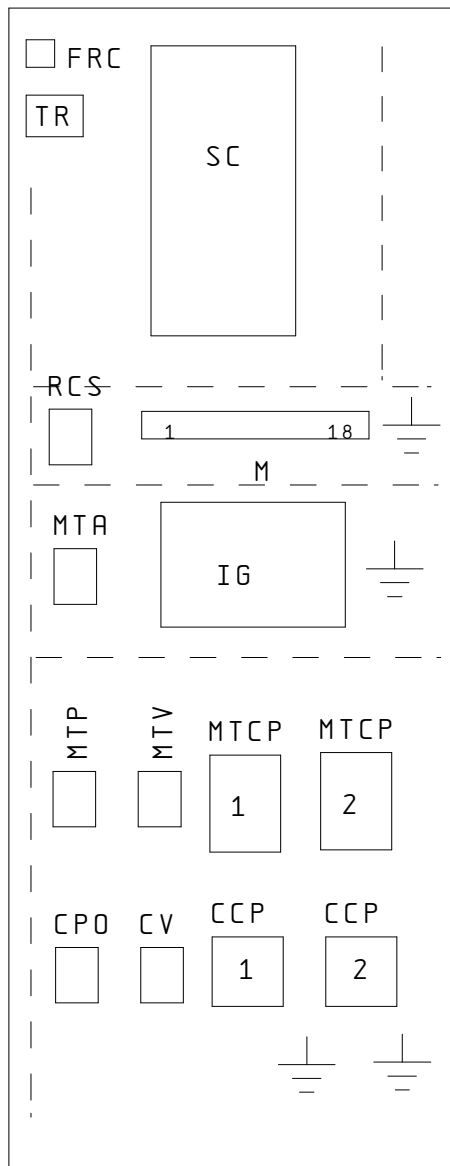 FRC
TR
SC
RCS
1 18
M
MTA
IG
MTP MTV MTCP MTCP
1 2
CPO CV CCP CCP
1 2